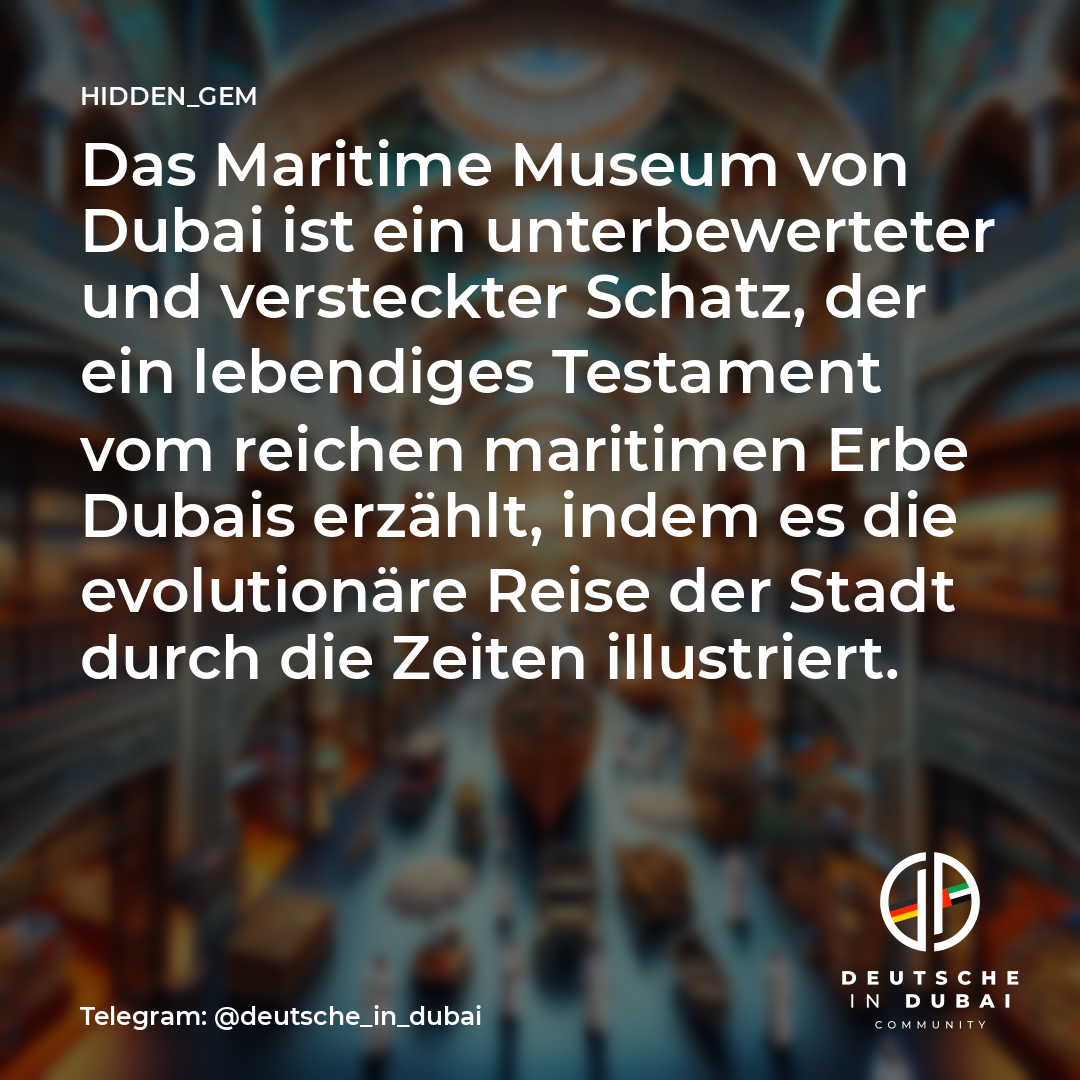 HIDDEN_GEM
Das Maritime Museum von
Dubai ist ein unterbewerteter
und versteckter Schatz, der
ein lebendiges Testament
vom reichen maritimen Erbe
Dubais erzählt, indem es die
evolutionäre Reise der Stadt
durch die Zeiten illustriert.
Telegram: @deutsche_in_dubai
DEUTSCHE
IN DUBAI
COMMUNITY